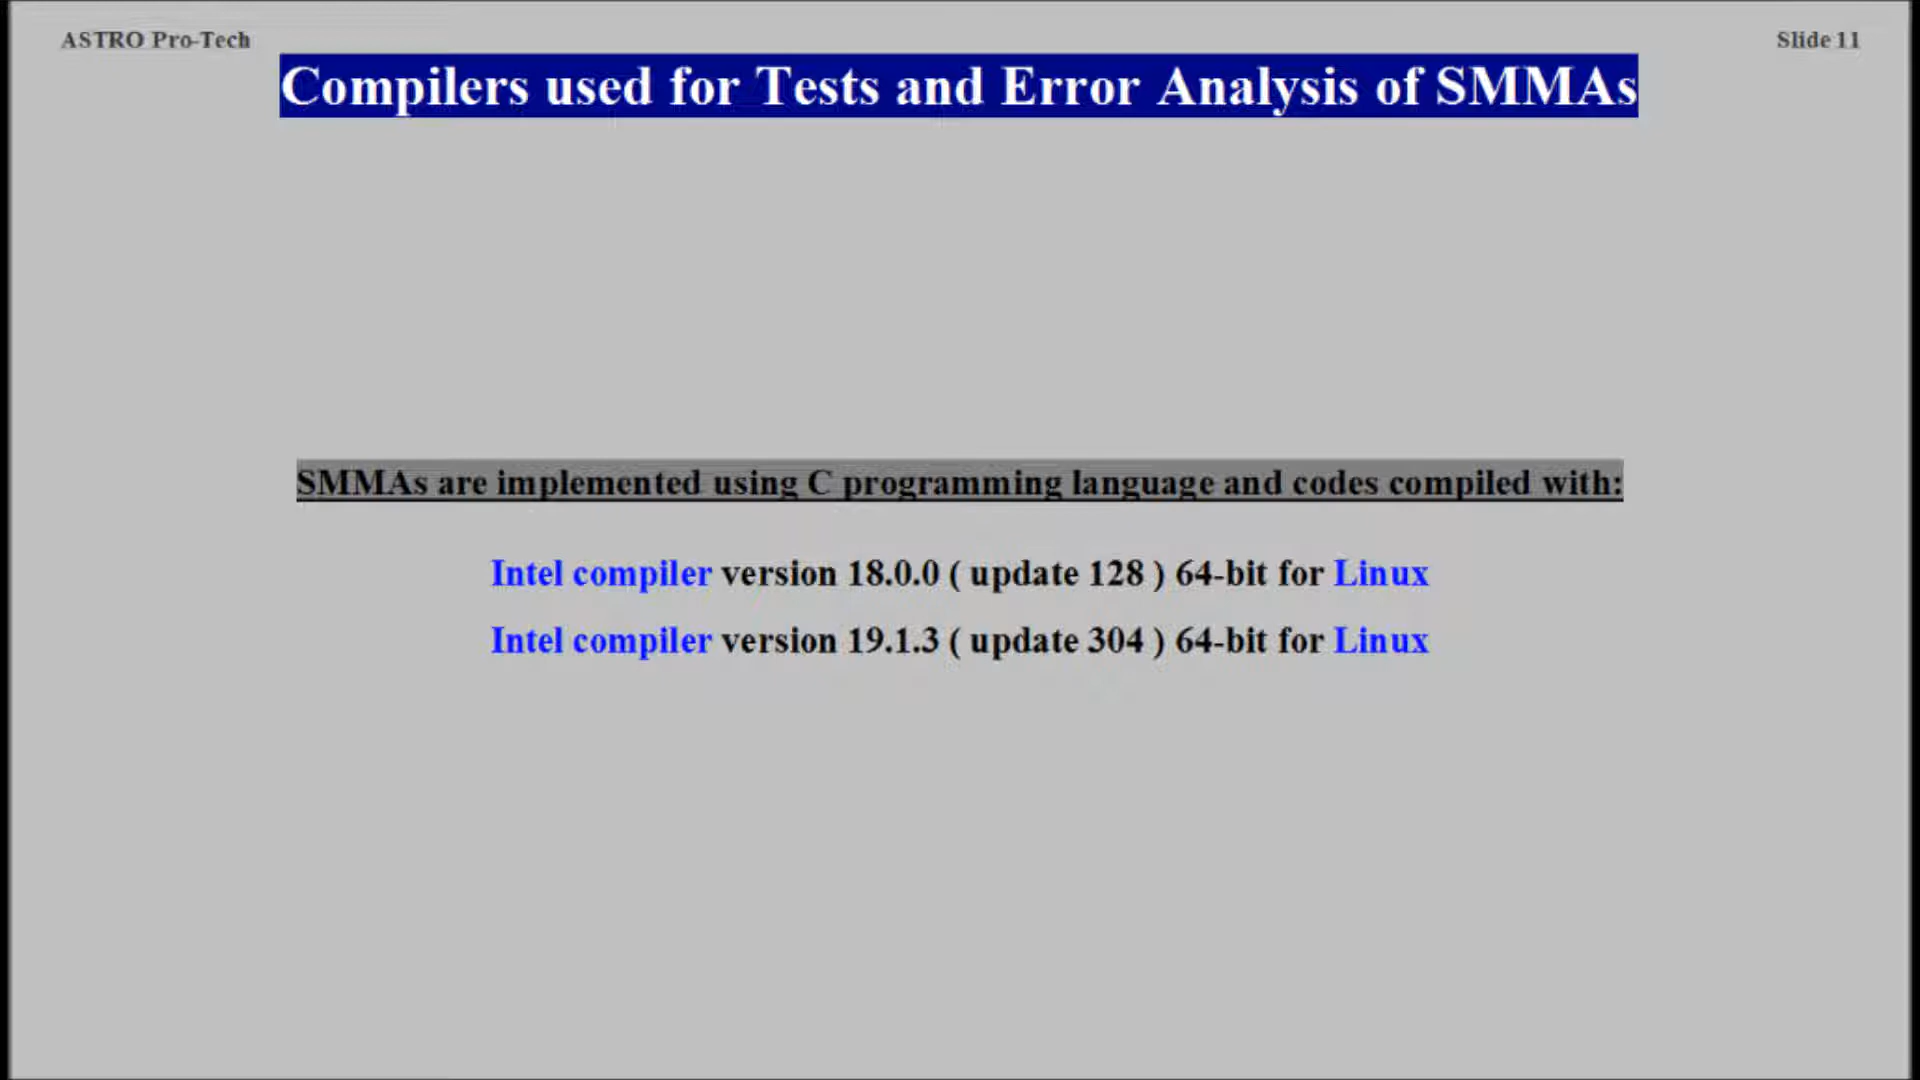 ASTRO Pro-Tech
Slide 11
Compilers used for Tests and Error Analysis of SMMAs
SMMAs are implemented using C programming language and codes compiled with:
Intel compiler version 18.0.0 ( update 128 ) 64-bit for Linux
Intel compiler version 19.1.3 ( update 304 ) 64-bit for Linux